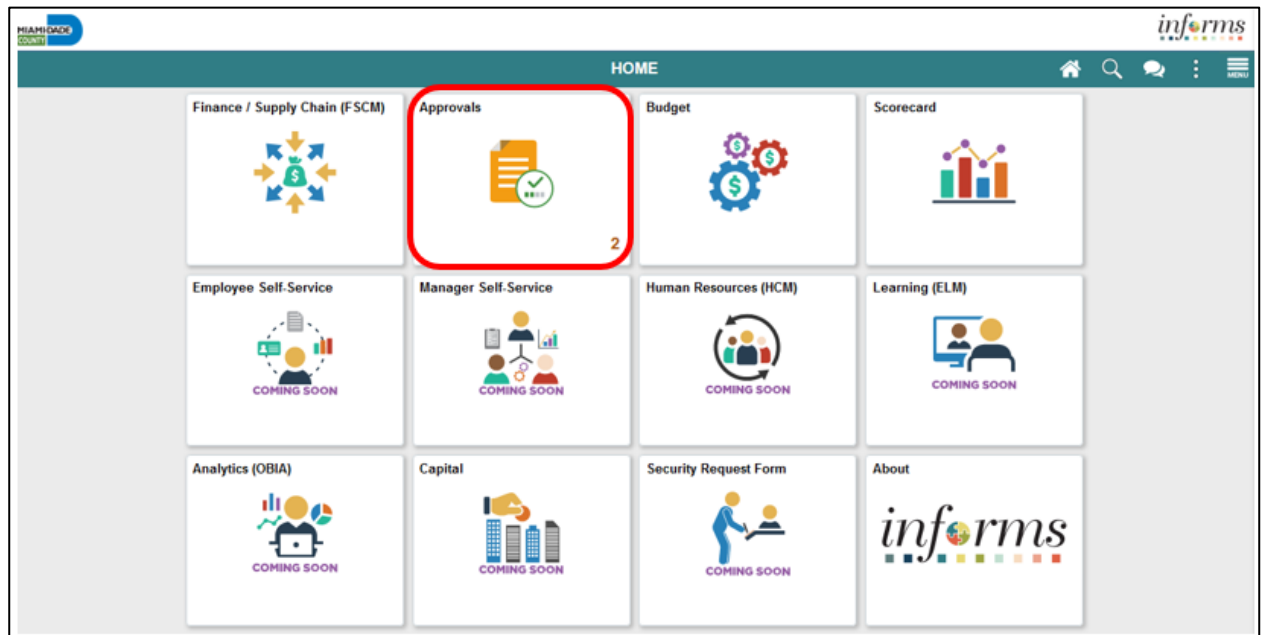 MIAMI-DADE
COUNTY
informs
HOME
MENU
Finance / Supply Chain (FSCM)
Approvals
2
Budget
Scorecard
Employee Self-Service
COMING SOON
Manager Self-Service
COMING SOON
Human Resources (HCM)
COMING SOON
Learning (ELM)
COMING SOON
Analytics (OBIA)
COMING SOON
Capital
COMING SOON
Security Request Form
COMING SOON
About
informs